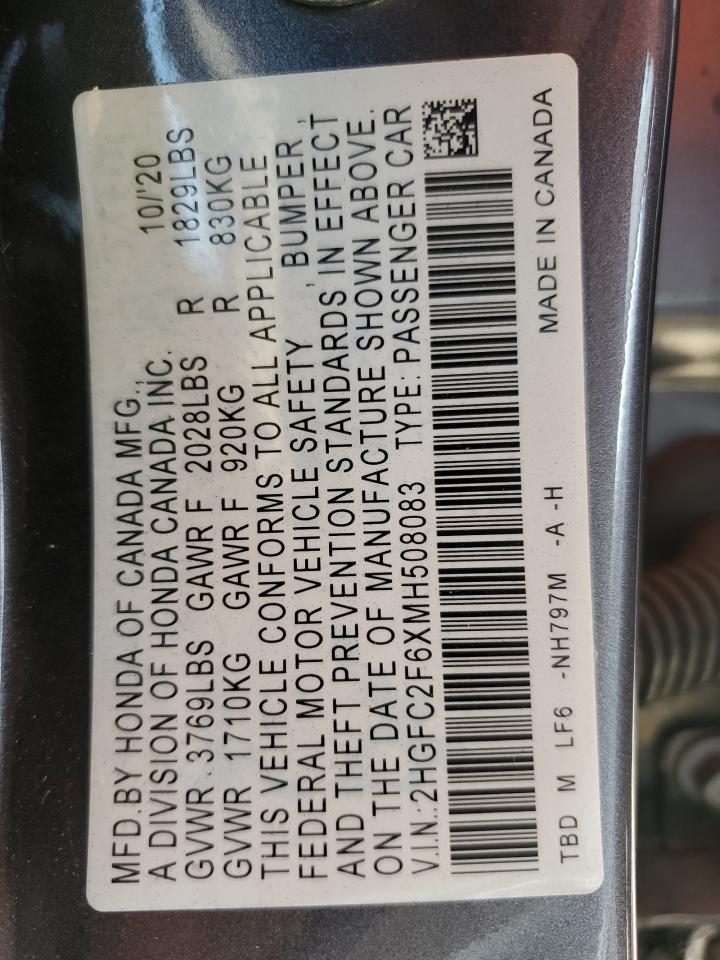 MFD.BY HONDA OF CANADA MFG., 10/'20
A DIVISION OF HONDA CANADA INC.
GVWR 3769LBS GAWR F 2028LBS R 1829LBS
GVWR 1710KG GAWR F 920KG R 830KG
THIS VEHICLE CONFORMS TO ALL APPLICABLE
FEDERAL MOTOR VEHICLE SAFETY, BUMPER,
AND THEFT PREVENTION STANDARDS IN EFFECT
ON THE DATE OF MANUFACTURE SHOWN ABOVE.
V.I.N.:2HGFC2F6XMH508083 TYPE: PASSENGER CAR
TBD M LF6 -NH797M -A -H MADE IN CANADA